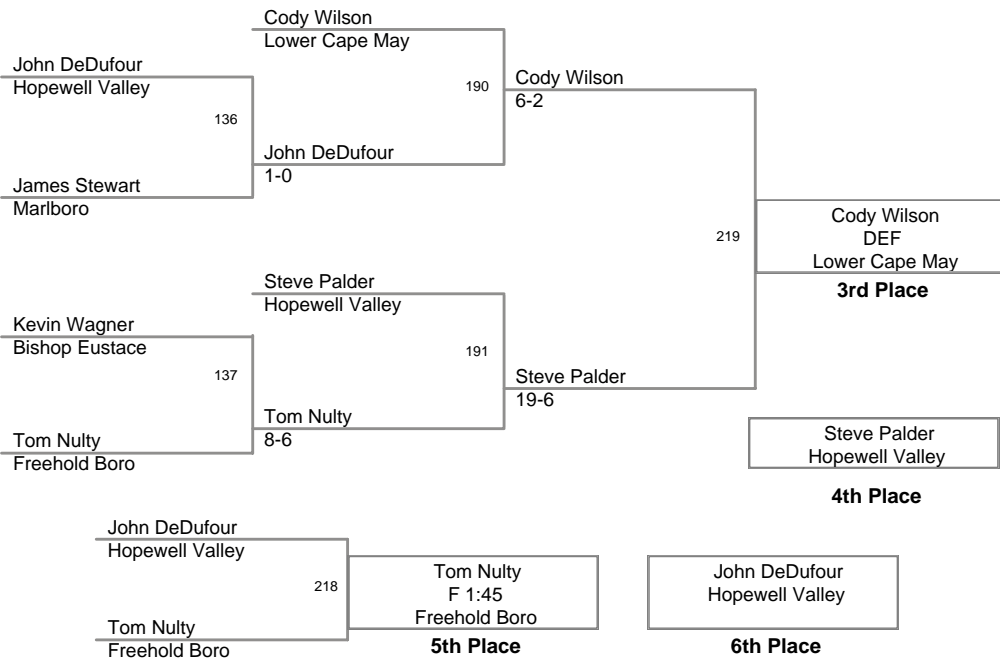 Cody Wilson
Lower Cape May
John DeDufour
Hopewell Valley
190
Cody Wilson
6-2
136
John DeDufour
1-0
James Stewart
Marlboro
219
Cody Wilson
DEF
Lower Cape May
3rd Place
Steve Palder
Hopewell Valley
Kevin Wagner
Bishop Eustace
191
137
Steve Palder
19-6
Tom Nulty
8-6
Tom Nulty
Freehold Boro
Steve Palder
Hopewell Valley
4th Place
John DeDufour
Hopewell Valley
218
Tom Nulty
Freehold Boro
Tom Nulty
F 1:45
Freehold Boro
5th Place
John DeDufour
Hopewell Valley
6th Place